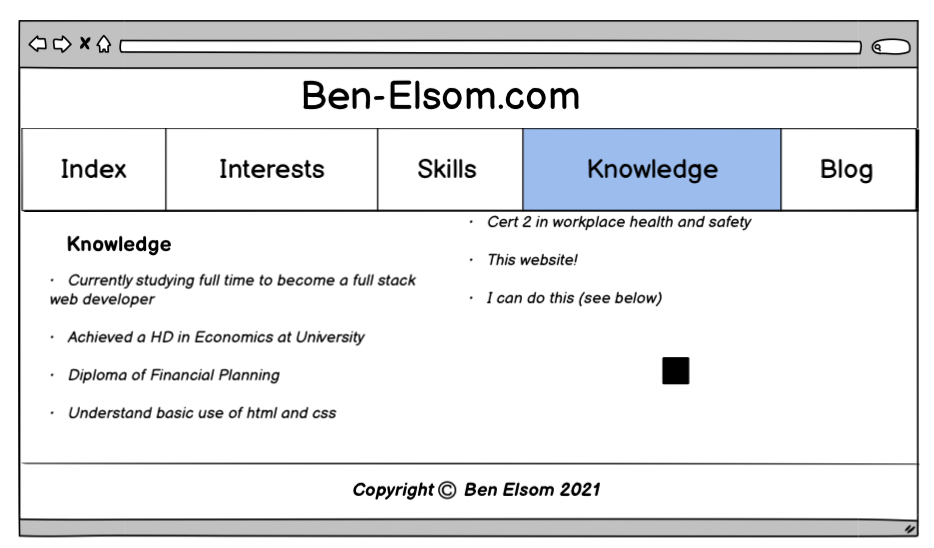 Ben-Elsom.com
Index
Interests
Skills
Knowledge
Blog
Knowledge
· Currently studying full time to become a full stack
web developer
· Achieved a HD in Economics at University
· Diploma of Financial Planning
· Understand basic use of html and css
· Cert 2 in workplace health and safety
· This website!
· I can do this (see below)
Copyright © Ben Elsom 2021